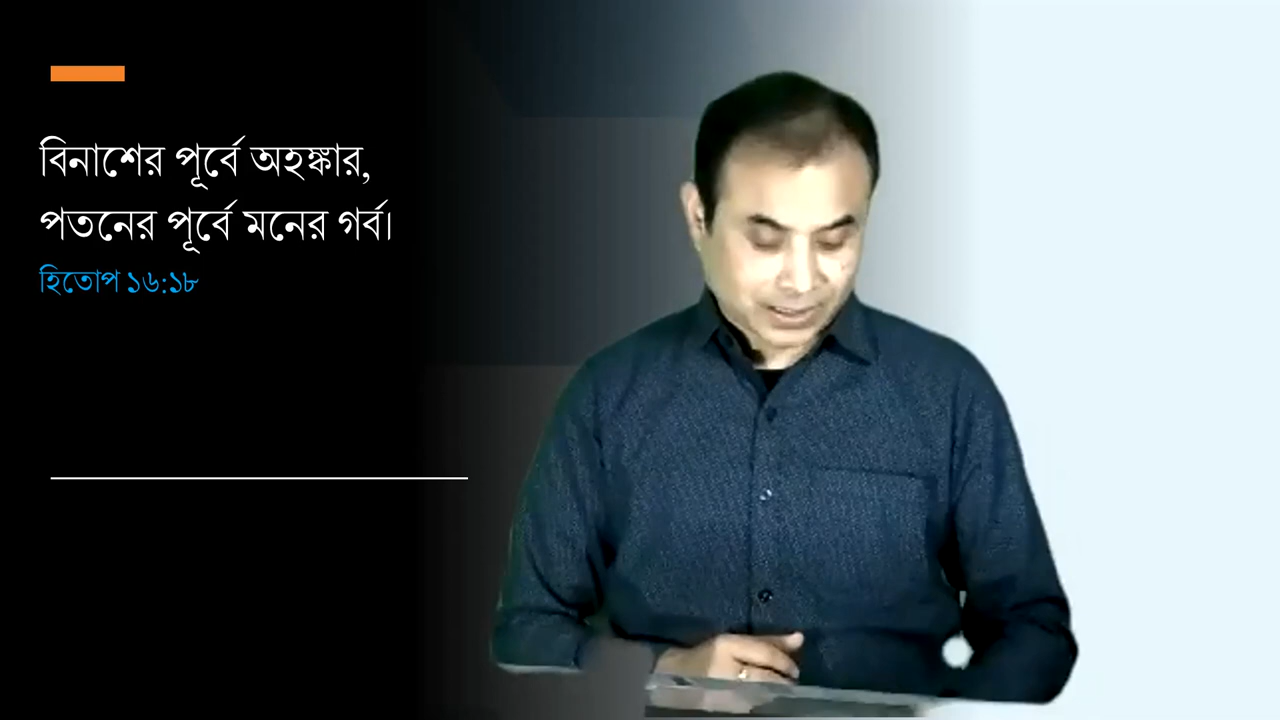 বিনাশের পূর্বে অহঙ্কার,
পতনের পূর্বে মনের গর্ব।
হিতোপ ১৬:১৮